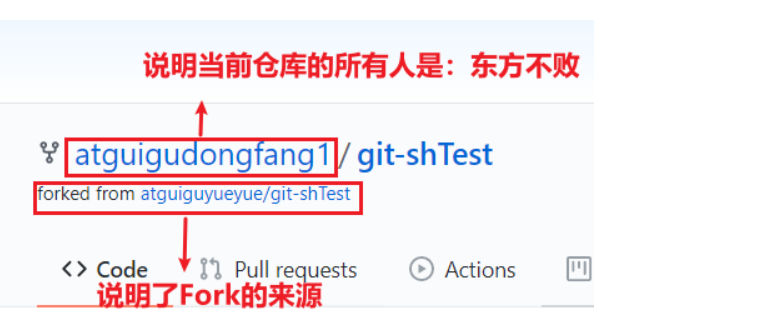 说明当前仓库的所有人是：东方不败
atguigudongfang1 / git-shTest
forked from atguiguyueyue/git-shTest
<> Code Pull requests Actions
说明了Fork的来源